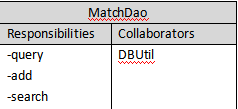 MatchDao
Responsibilities Collaborators
-query DBUtil
-add
-search